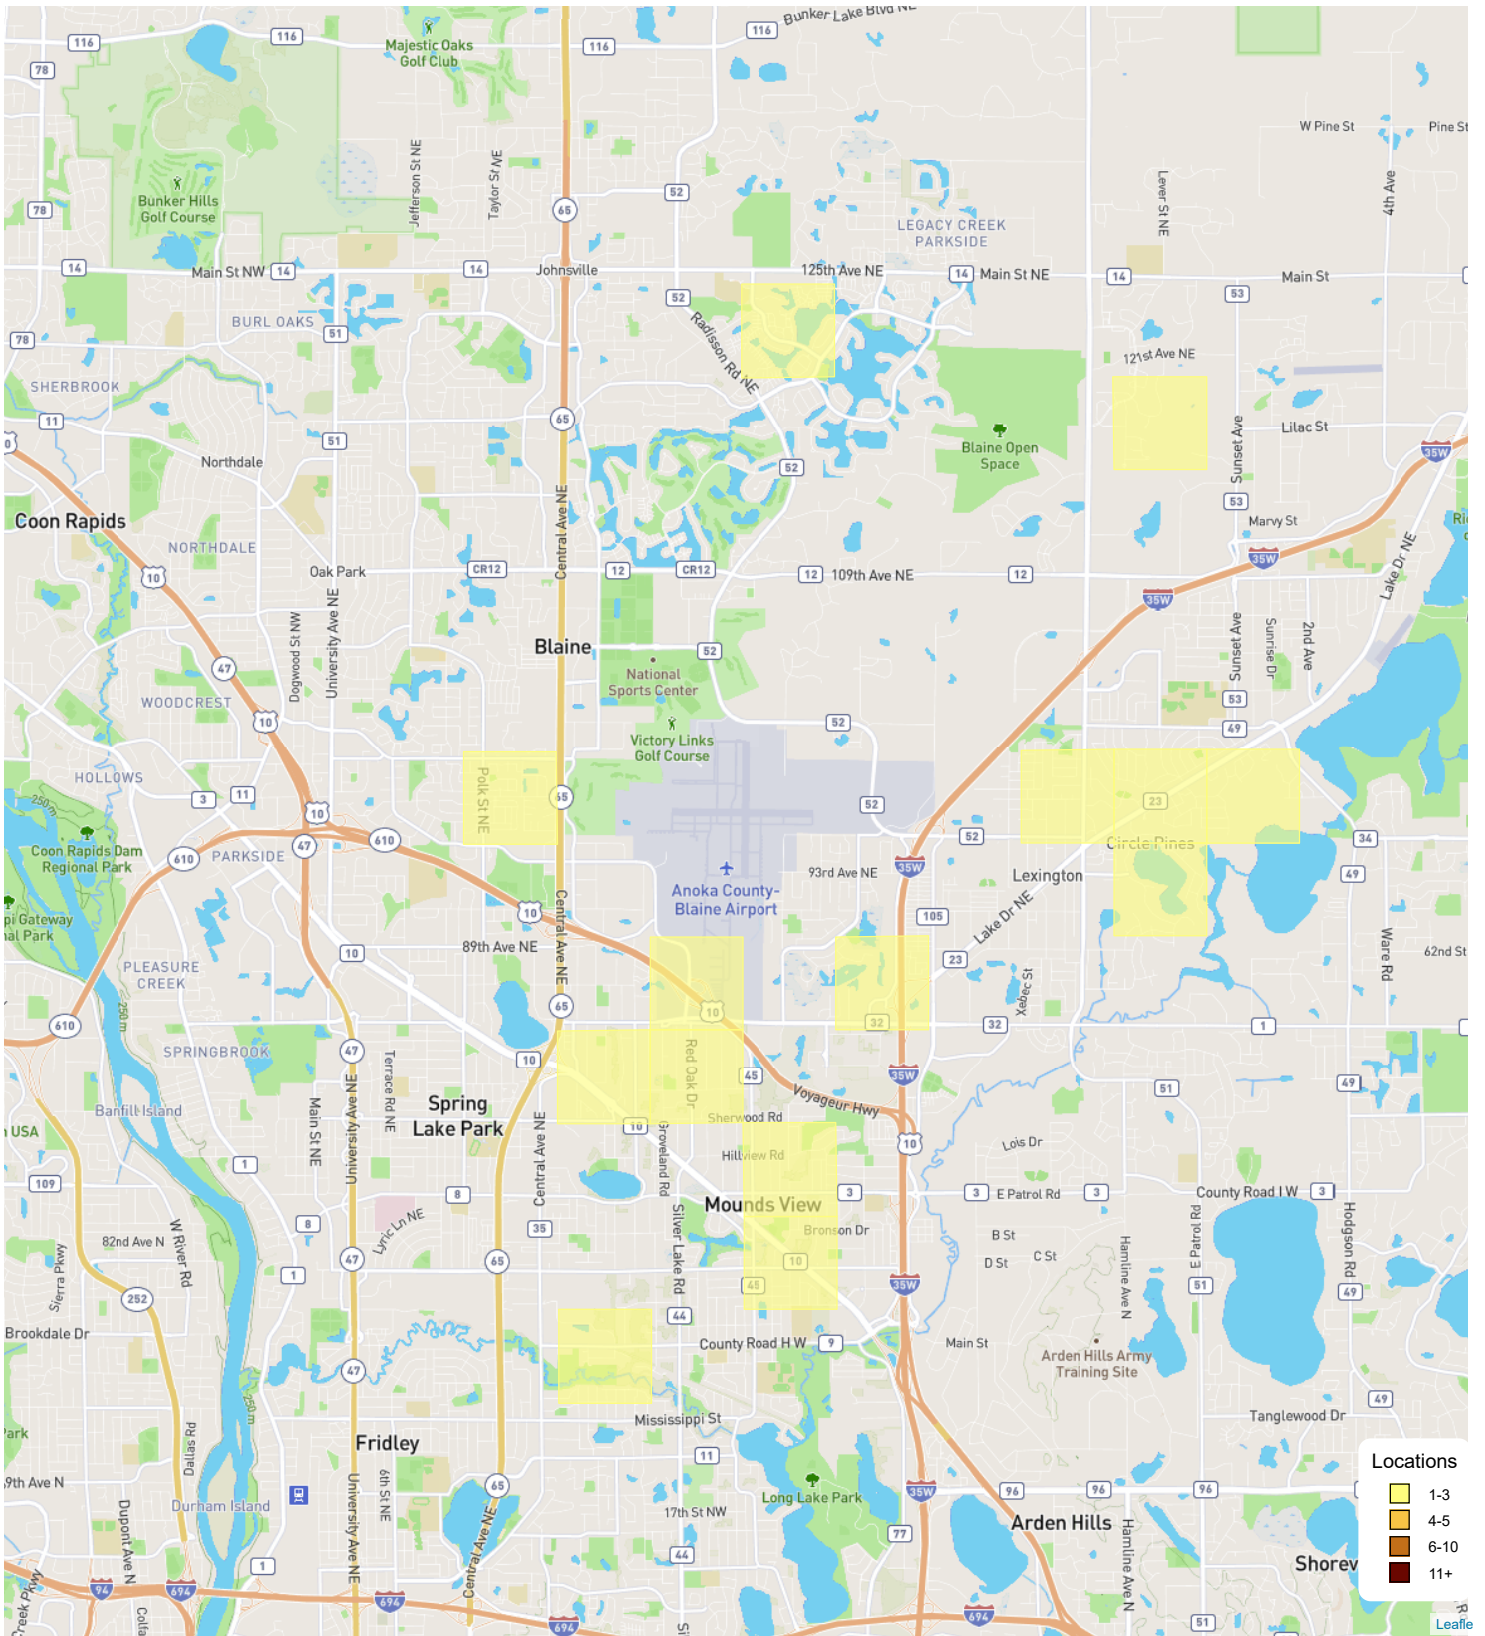 Bunker Lake Blvd NE
116
116
116
116
Majestic Oaks
Golf Club
78
W Pine St
Pine St
Jefferson St NE
Taylor St NE
Lever St NE
4th Ave
52
Bunker Hills
Golf Course
78
65
LEGACY CREEK
PARKSIDE
14
Main St NW
14
14
Johnsville
125th Ave NE
14
Main St NE
14
Main St
52
53
BURL OAKS
51
78
Radisson Rd NE
121st Ave NE
SHERBROOK
11
65
51
Sunset Ave
Lilac St
Blaine Open
Space
35W
Northdale
52
Central Ave NE
53
Coon Rapids
Marvy St
NORTHDALE
35W
Lake Dr NE
Oak Park
CR12
12
CR12
12
109th Ave NE
12
10
35W
University Ave NE
Dogwood St NW
Blaine
52
Sunset Ave
Sunrise Dr
2nd Ave
47
National
Sports Center
WOODCREST
53
10
52
49
Victory Links
Golf Course
HOLLOWS
250 m
Polk St NE
3
11
65
52
23
10
Coon Rapids Dam
Regional Park
610
PARKSIDE
47
610
52
34
Circle Pines
35W
93rd Ave NE
Lexington
49
Anoka County-
Blaine Airport
pi Gateway
nal Park
10
105
Lake Dr NE
Central Ave NE
89th Ave NE
10
23
Ware Rd
62nd St
PLEASURE
CREEK
Xebec St
250 m
65
10
32
32
1
610
SPRINGBROOK
47
10
Terrace Rd NE
Red Oak Dr
45
35W
51
49
Banfill Island
Main St NE
University Ave NE
Spring
Lake Park
Voyageur Hwy
Central Ave NE
10
Sherwood Rd
n USA
10
Lois Dr
Groveland Rd
Hillview Rd
1
109
8
3
3
E Patrol Rd
3
County Road I W
3
Mounds View
W River Rd
8
Lyric Ln NE
35
Silver Lake Rd
Bronson Dr
B St
E Patrol Rd
Hodgson Rd
82nd Ave N
Sierra Pkwy
47
65
10
D St
C St
Hamline Ave N
1
45
35W
51
49
252
44
Brookdale Dr
County Road H W
9
Main St
Arden Hills Army
Training Site
47
250 m
49
Park
Mississippi St
Tanglewood Dr
Dallas Rd
Fridley
11
9th Ave N
6th St NE
65
Long Lake Park
35W
96
96
96
Durham Island
University Ave NE
17th St NW
Dupont Ave N
Central Ave NE
Arden Hills
Hamline Ave N
77
44
1
Shorev
94
694
694
Creek Pkwy
Colfa
694
694
51
Locations
1-3
4-5
6-10
11+
Leafle